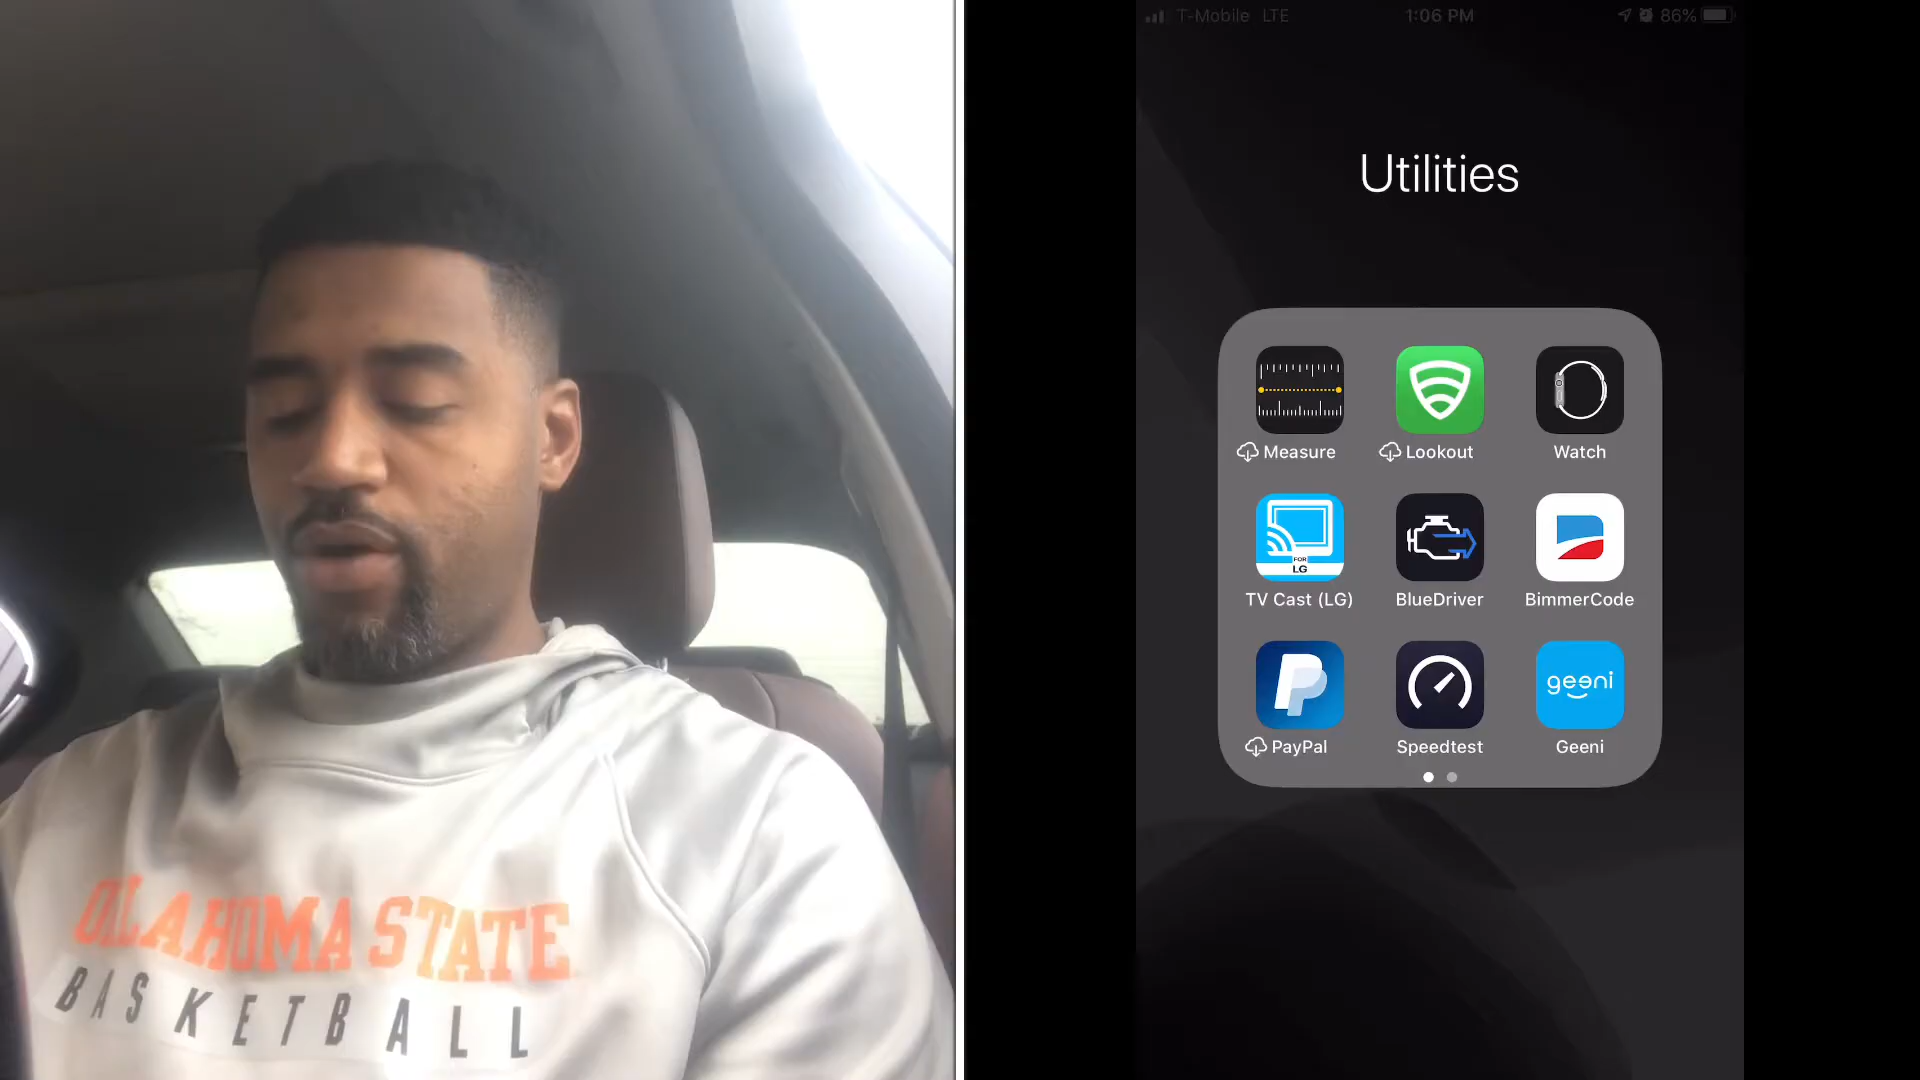 OKLAHOMA STATE
BASKETBALL
T-Mobile LTE 1:06 PM 86%
Utilities
Measure Lookout Watch
FOR
LG
TV Cast (LG) BlueDriver BimmerCode
geeni
PayPal Speedtest Geeni